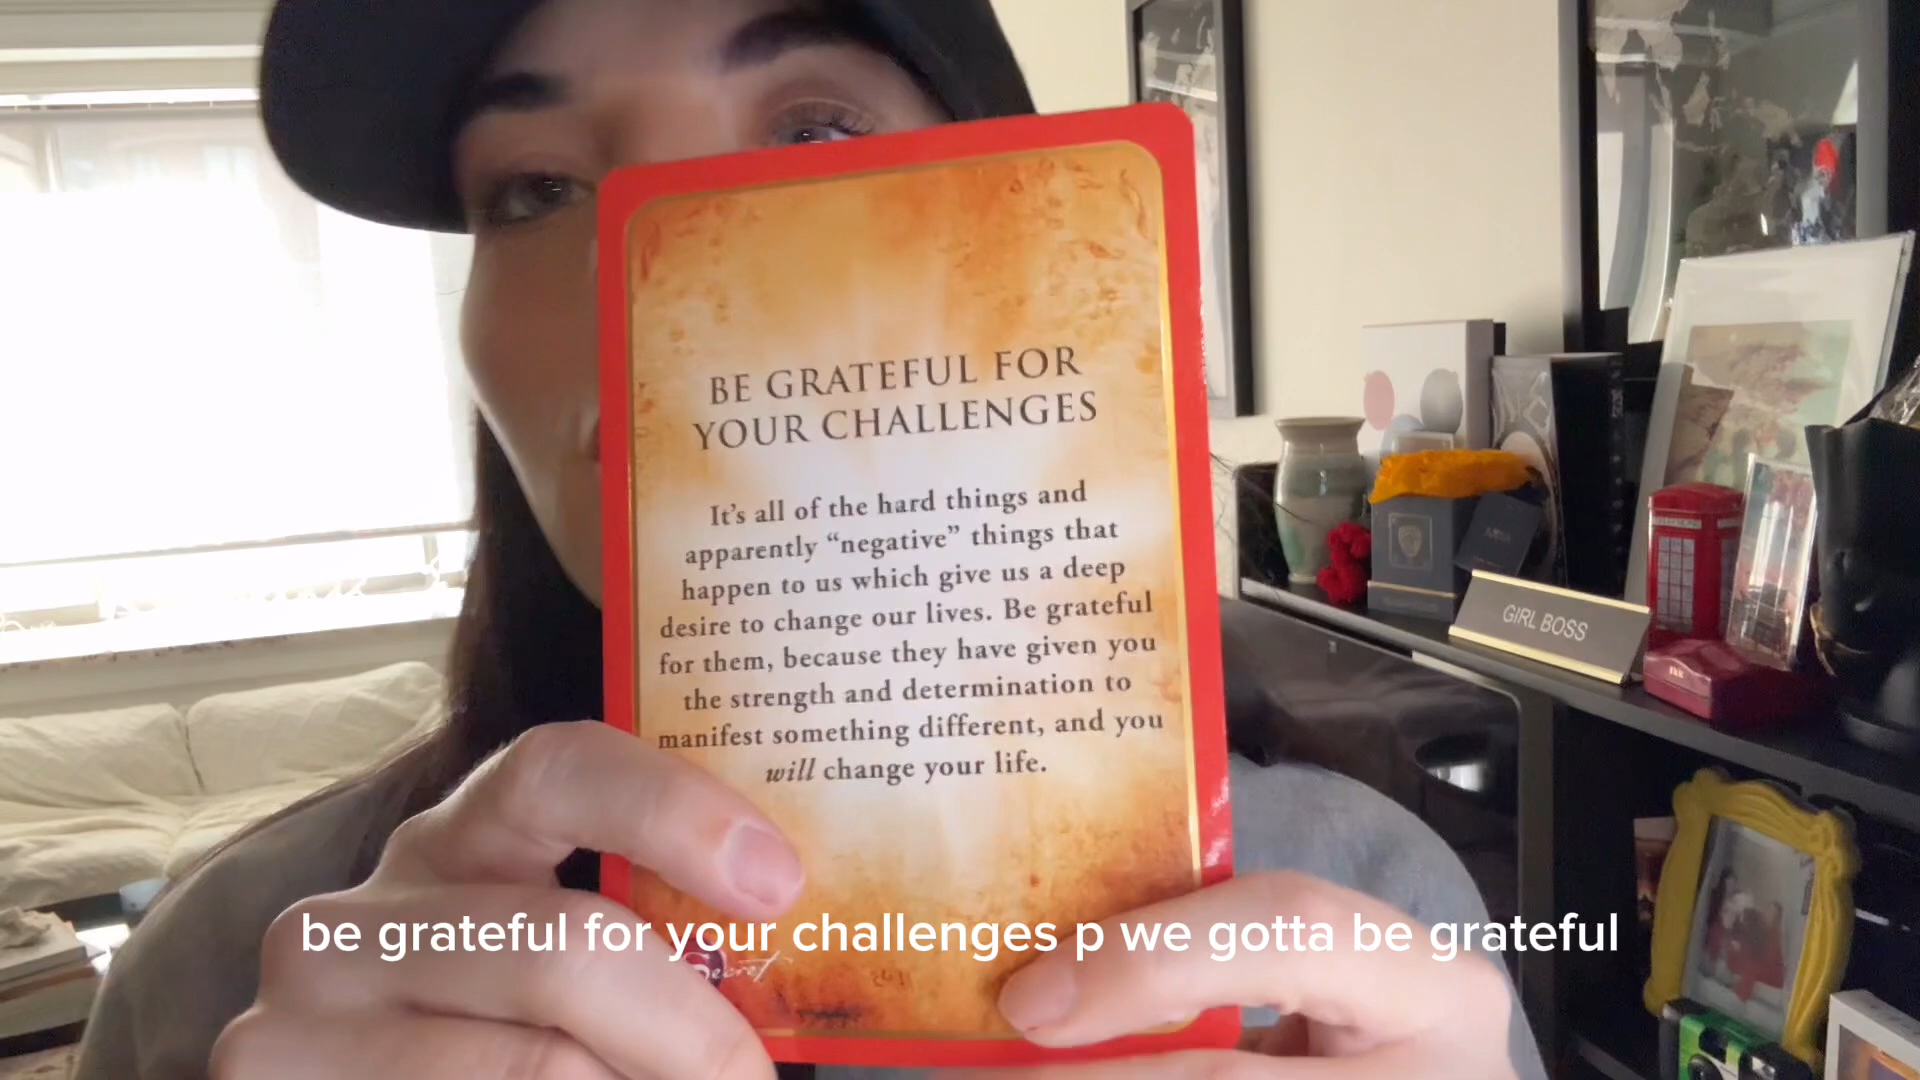 BE GRATEFUL FOR
YOUR CHALLENGES
It's all of the hard things and
apparently “negative” things that
happen to us which give us a deep
desire to change our lives. Be grateful
for them, because they have given you
the strength and determination to
manifest something different, and you
will change your life.
Secret
be grateful for your challenges p we gotta be grateful
GIRL BOSS